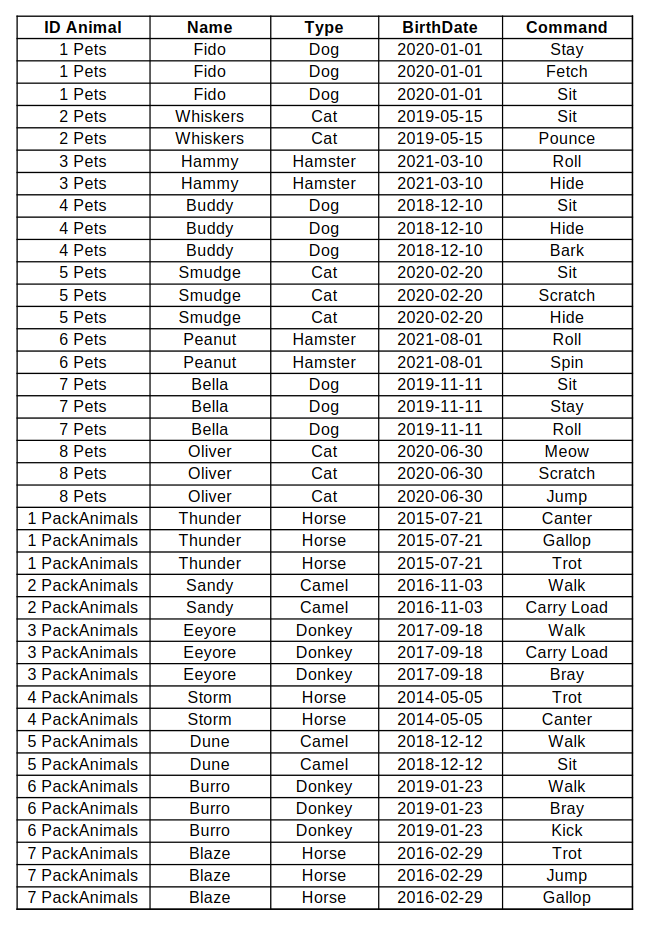 ID Animal Name Type BirthDate Command
1 Pets Fido Dog 2020-01-01 Stay
1 Pets Fido Dog 2020-01-01 Fetch
1 Pets Fido Dog 2020-01-01 Sit
2 Pets Whiskers Cat 2019-05-15 Sit
2 Pets Whiskers Cat 2019-05-15 Pounce
3 Pets Hammy Hamster 2021-03-10 Roll
3 Pets Hammy Hamster 2021-03-10 Hide
4 Pets Buddy Dog 2018-12-10 Sit
4 Pets Buddy Dog 2018-12-10 Hide
4 Pets Buddy Dog 2018-12-10 Bark
5 Pets Smudge Cat 2020-02-20 Sit
5 Pets Smudge Cat 2020-02-20 Scratch
5 Pets Smudge Cat 2020-02-20 Hide
6 Pets Peanut Hamster 2021-08-01 Roll
6 Pets Peanut Hamster 2021-08-01 Spin
7 Pets Bella Dog 2019-11-11 Sit
7 Pets Bella Dog 2019-11-11 Stay
7 Pets Bella Dog 2019-11-11 Roll
8 Pets Oliver Cat 2020-06-30 Meow
8 Pets Oliver Cat 2020-06-30 Scratch
8 Pets Oliver Cat 2020-06-30 Jump
1 PackAnimals Thunder Horse 2015-07-21 Canter
1 PackAnimals Thunder Horse 2015-07-21 Gallop
1 PackAnimals Thunder Horse 2015-07-21 Trot
2 PackAnimals Sandy Camel 2016-11-03 Walk
2 PackAnimals Sandy Camel 2016-11-03 Carry Load
3 PackAnimals Eeyore Donkey 2017-09-18 Walk
3 PackAnimals Eeyore Donkey 2017-09-18 Carry Load
3 PackAnimals Eeyore Donkey 2017-09-18 Bray
4 PackAnimals Storm Horse 2014-05-05 Trot
4 PackAnimals Storm Horse 2014-05-05 Canter
5 PackAnimals Dune Camel 2018-12-12 Walk
5 PackAnimals Dune Camel 2018-12-12 Sit
6 PackAnimals Burro Donkey 2019-01-23 Walk
6 PackAnimals Burro Donkey 2019-01-23 Bray
6 PackAnimals Burro Donkey 2019-01-23 Kick
7 PackAnimals Blaze Horse 2016-02-29 Trot
7 PackAnimals Blaze Horse 2016-02-29 Jump
7 PackAnimals Blaze Horse 2016-02-29 Gallop